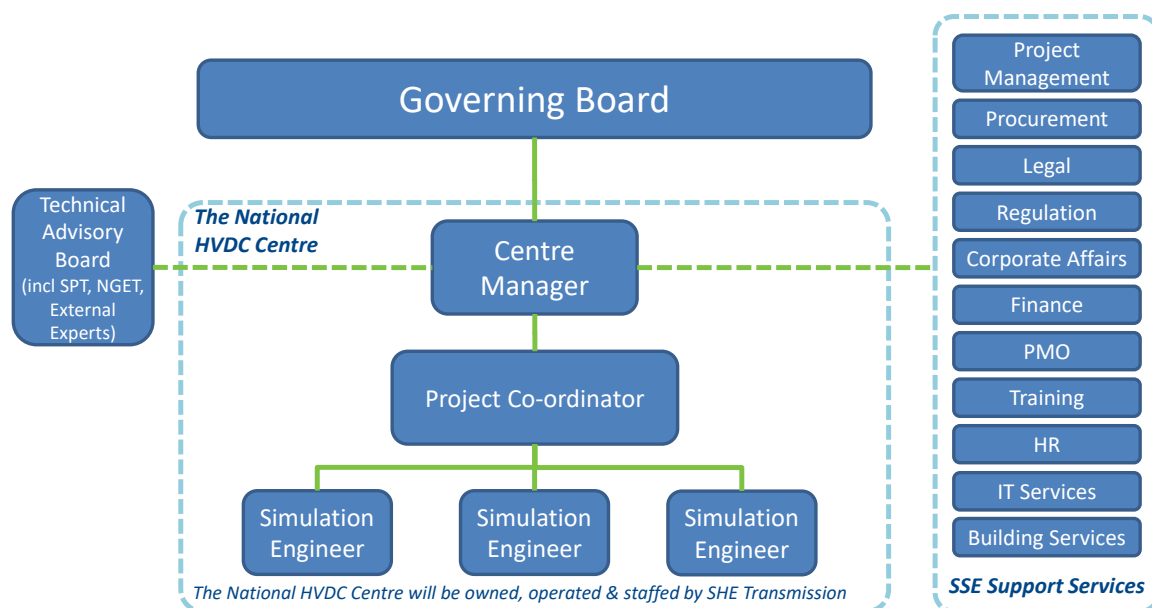 Governing Board
Technical
Advisory
Board
(incl SPT, NGET,
External
Experts)
The National
HVDC Centre
Centre
Manager
Project Co-ordinator
Simulation
Engineer
Simulation
Engineer
Simulation
Engineer
The National HVDC Centre will be owned, operated & staffed by SHE Transmission
Project
Management
Procurement
Legal
Regulation
Corporate Affairs
Finance
PMO
Training
HR
IT Services
Building Services
SSE Support Services